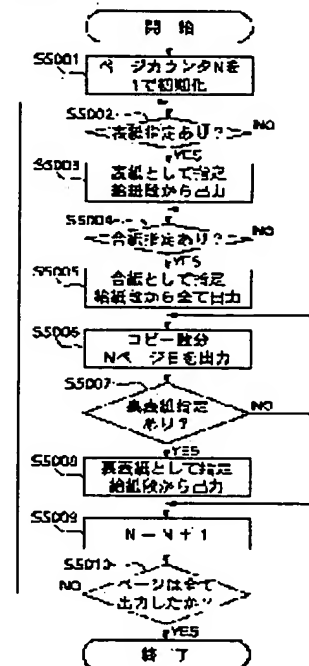 開始
S5001
ページカウンタNを
1で初期化
S5002
表紙指定あり?
NO
YES
S5003
表紙として指定
給紙段から出力
S5004
合紙指定あり?
NO
YES
S5005
合紙として指定
給紙段から全て出力
S5006
コピー部数分
Nページ目を出力
S5007
裏表紙指定
あり?
NO
YES
S5008
裏表紙として指定
給紙段から出力
S5009
N=N+1
S5010
NO
ページは全て
出力したか?
YES
終了